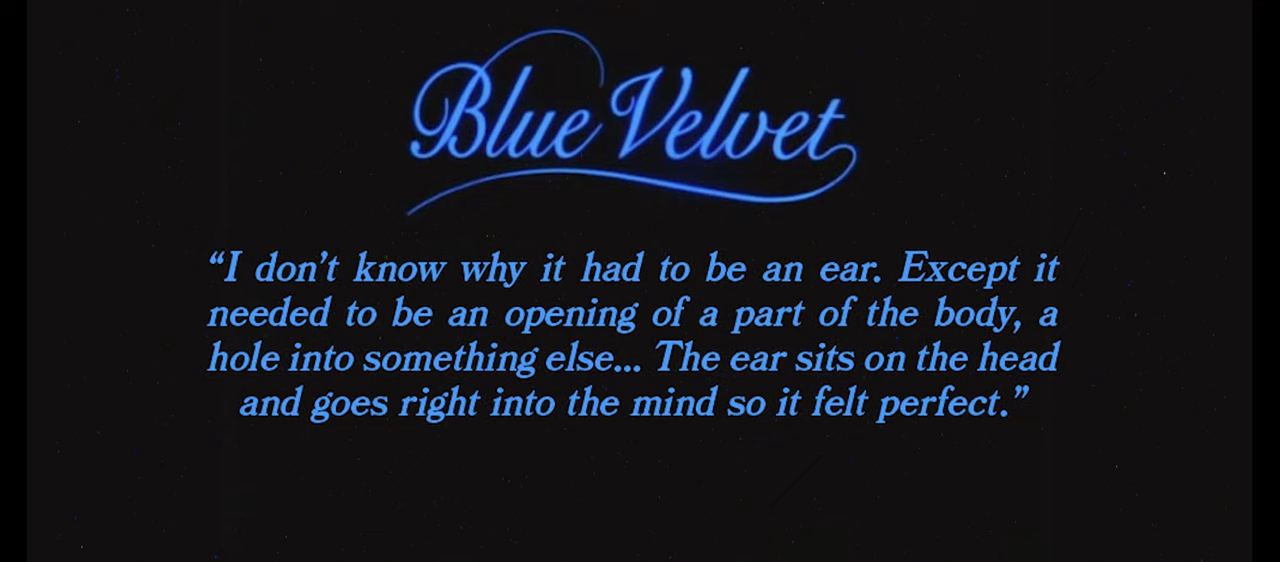 Blue Velvet
“I don’t know why it had to be an ear. Except it
needed to be an opening of a part of the body, a
hole into something else... The ear sits on the head
and goes right into the mind so it felt perfect.”